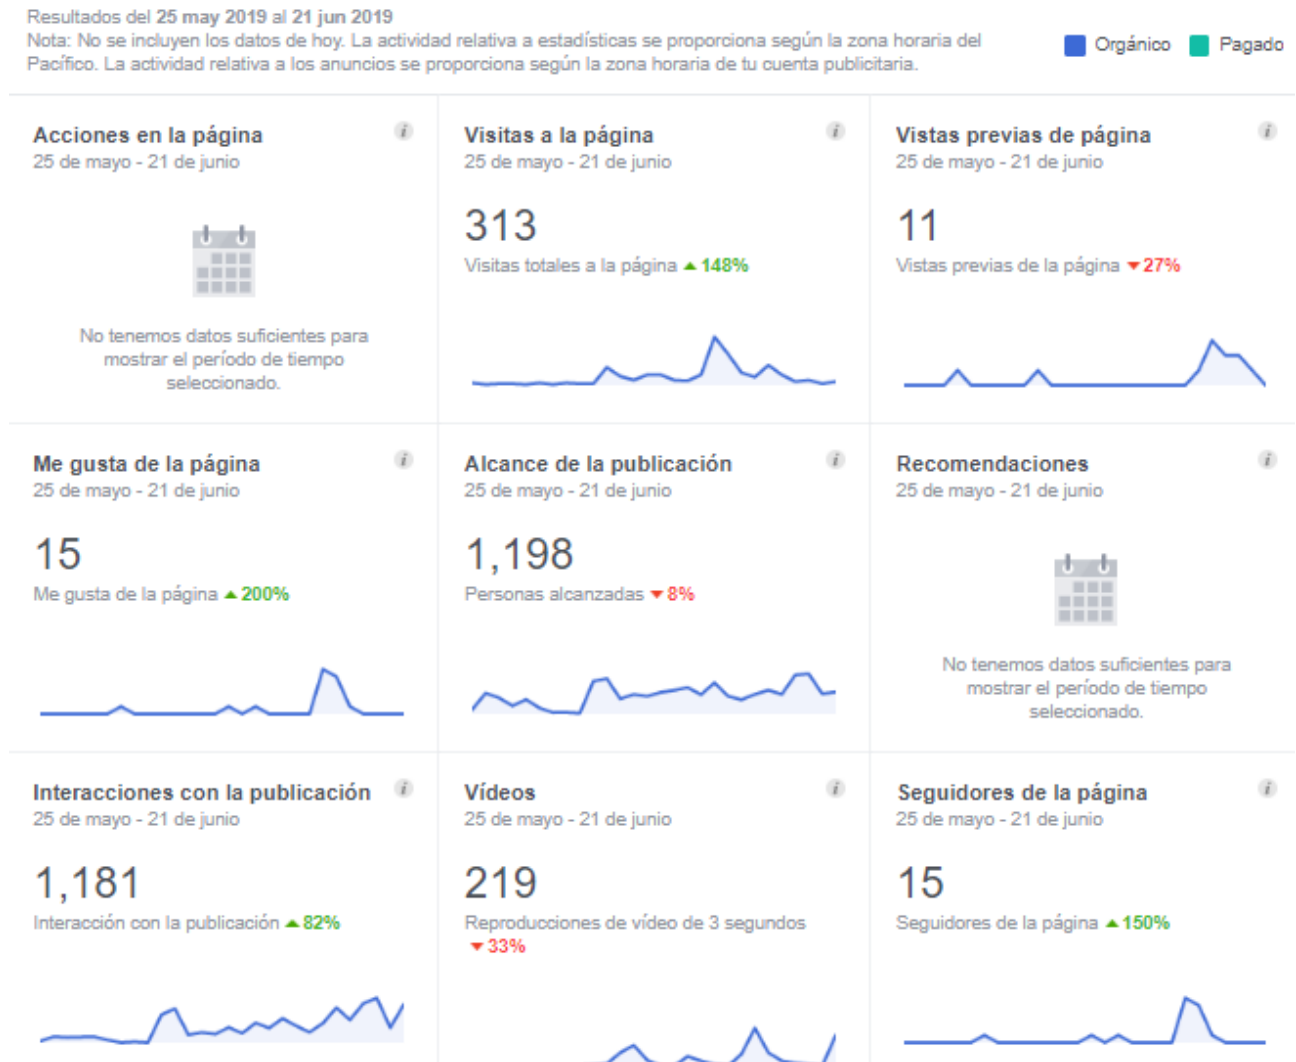 Resultados del 25 may 2019 al 21 jun 2019
Nota: No se incluyen los datos de hoy. La actividad relativa a estadísticas se proporciona según la zona horaria del
Pacífico. La actividad relativa a los anuncios se proporciona según la zona horaria de tu cuenta publicitaria.
Orgánico
Pagado
Acciones en la página
25 de mayo - 21 de junio
No tenemos datos suficientes para
mostrar el período de tiempo
seleccionado.
Visitas a la página
25 de mayo - 21 de junio
313
Visitas totales a la página ▲ 148%
Vistas previas de página
25 de mayo - 21 de junio
11
Vistas previas de la página ▼ 27%
Me gusta de la página
25 de mayo - 21 de junio
15
Me gusta de la página ▲ 200%
Alcance de la publicación
25 de mayo - 21 de junio
1,198
Personas alcanzadas ▼ 8%
Recomendaciones
25 de mayo - 21 de junio
No tenemos datos suficientes para
mostrar el período de tiempo
seleccionado.
Interacciones con la publicación
25 de mayo - 21 de junio
1,181
Interacción con la publicación ▲ 82%
Vídeos
25 de mayo - 21 de junio
219
Reproducciones de vídeo de 3 segundos
▼ 33%
Seguidores de la página
25 de mayo - 21 de junio
15
Seguidores de la página ▲ 150%